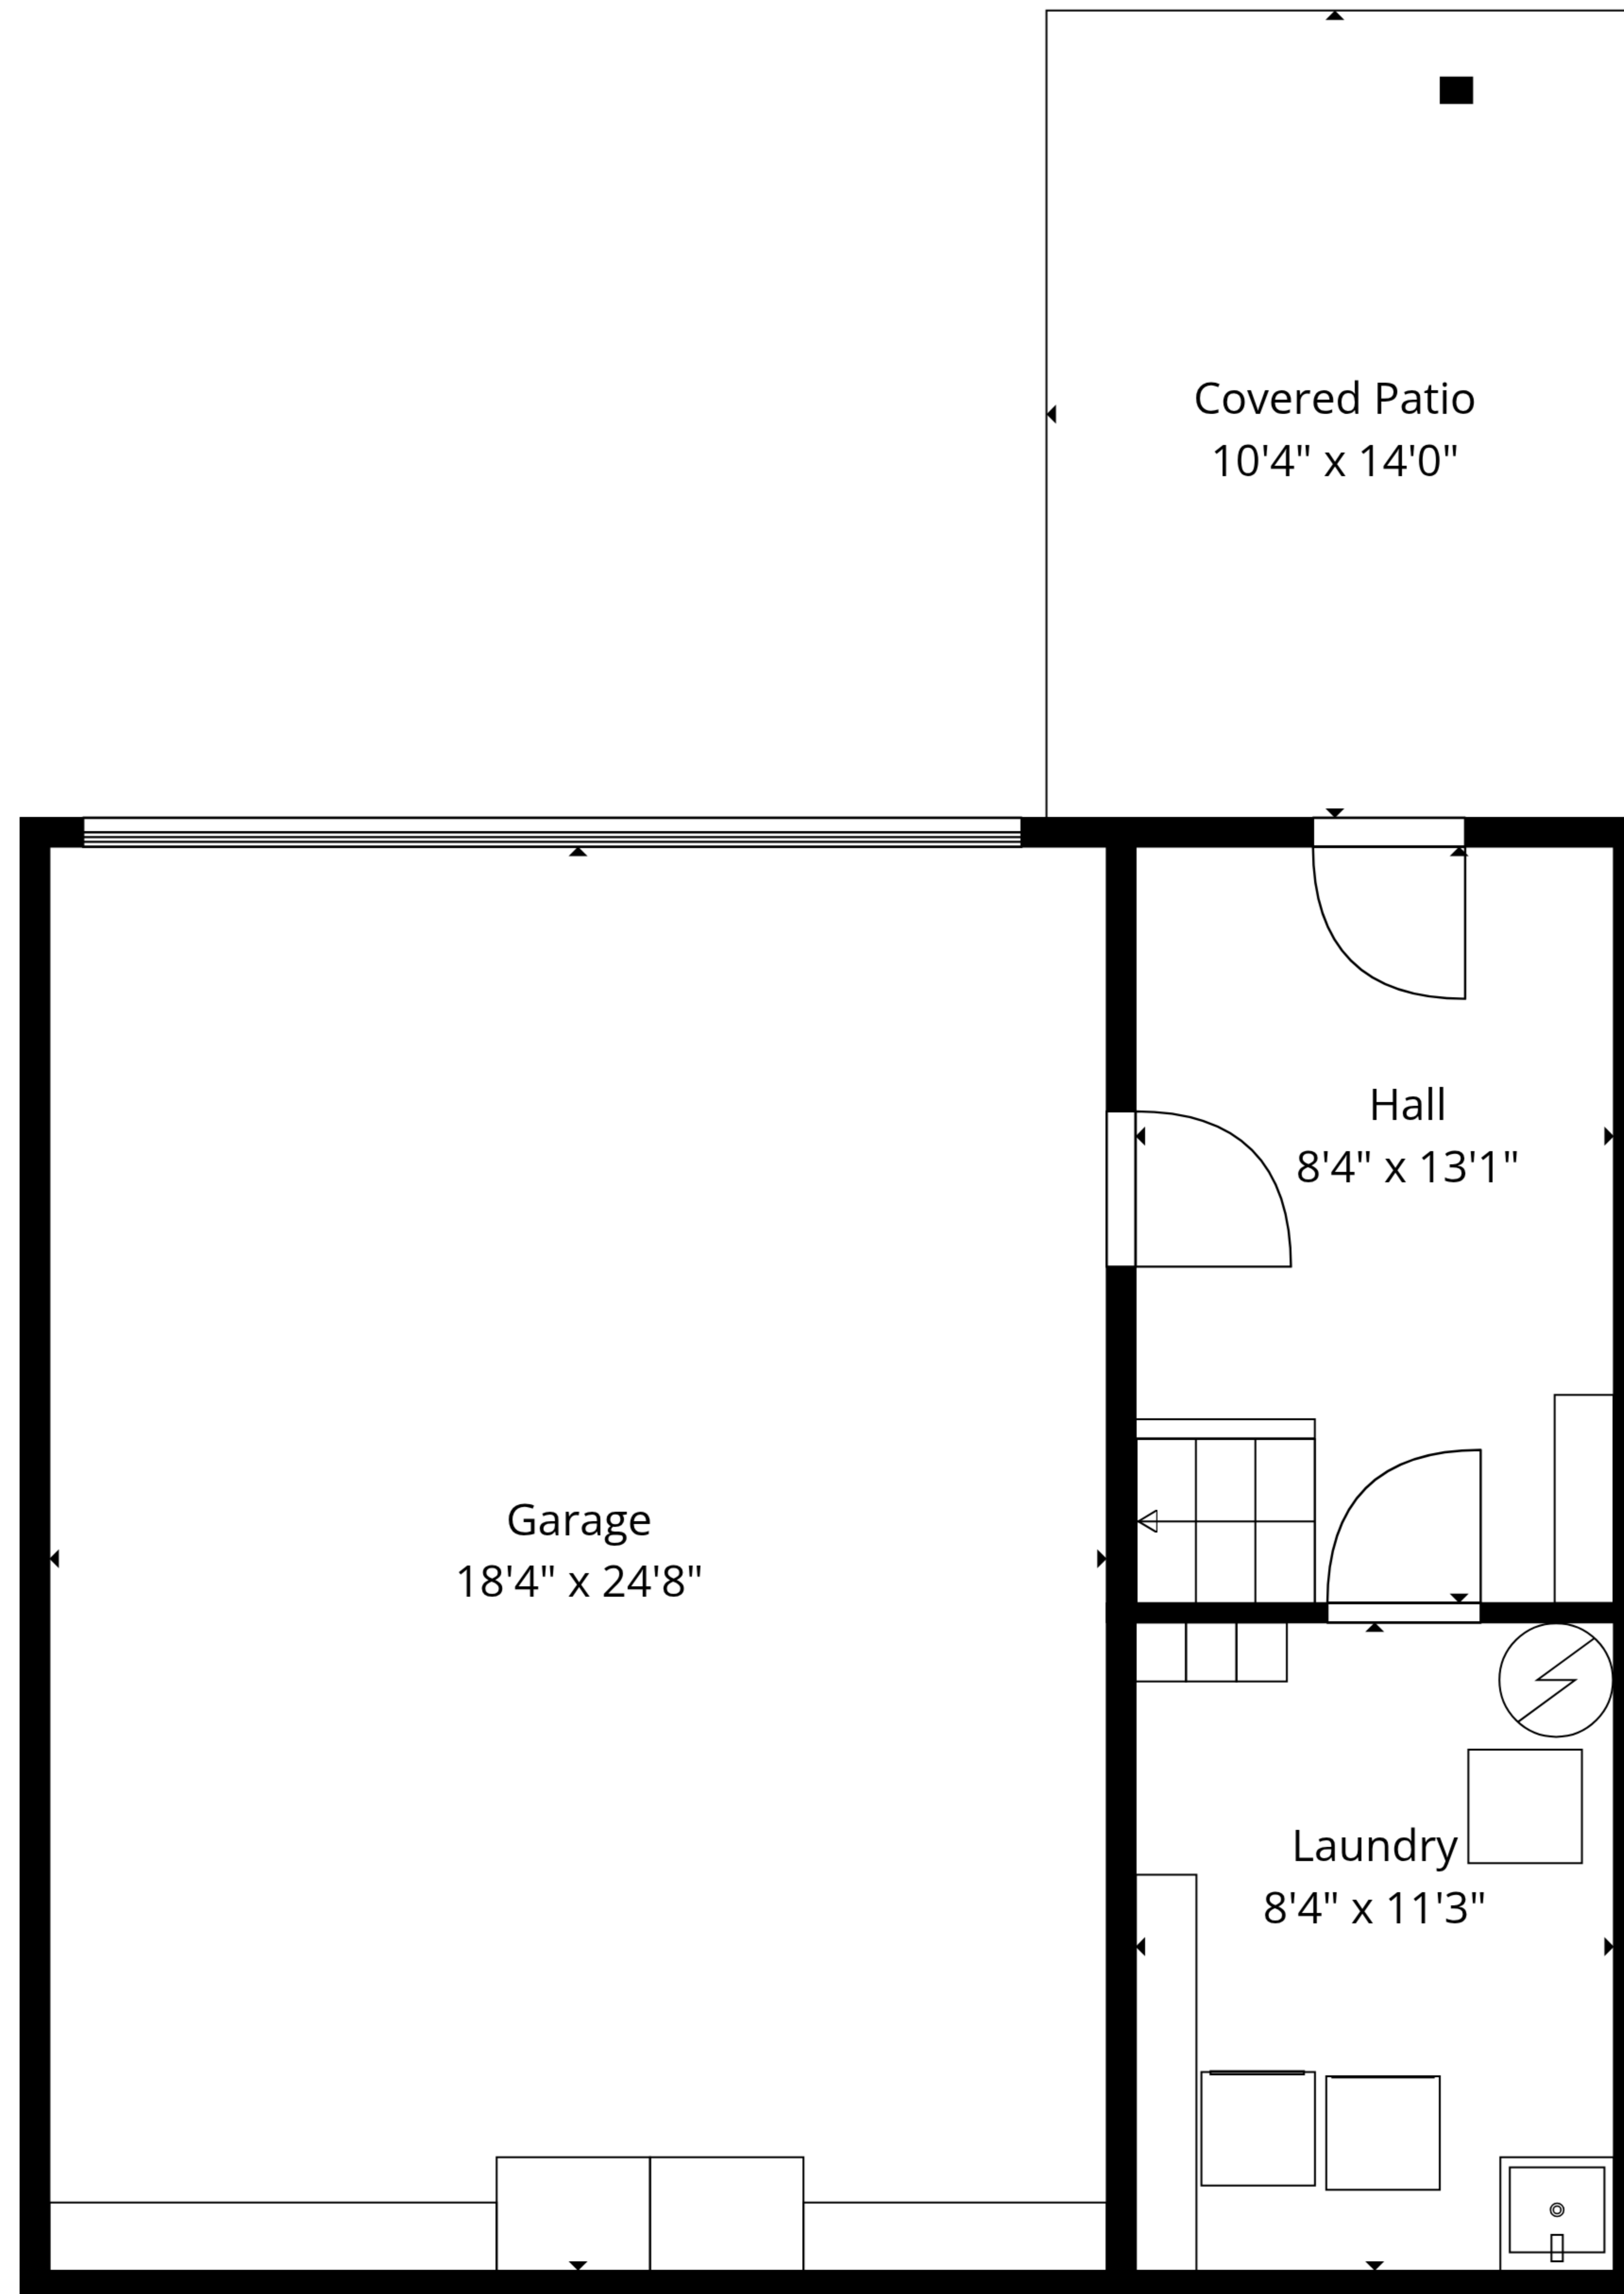 Covered Patio
10'4" x 14'0"
Hall
8'4" x 13'1"
Garage
18'4" x 24'8"
Laundry
8'4" x 11'3"